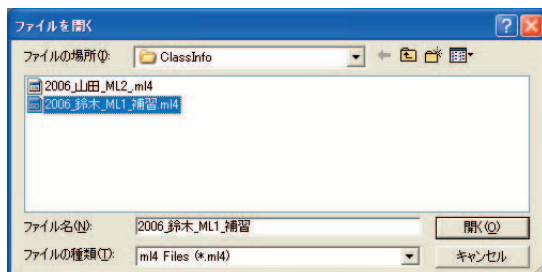 ファイルを開く
ファイルの場所(I): ClassInfo
2006_山田_ML2_.ml4
2006_鈴木_ML1_補習.ml4
ファイル名(N): 2006_鈴木_ML1_補習 開く(O)
ファイルの種類(T): ml4 Files (*.ml4) キャンセル